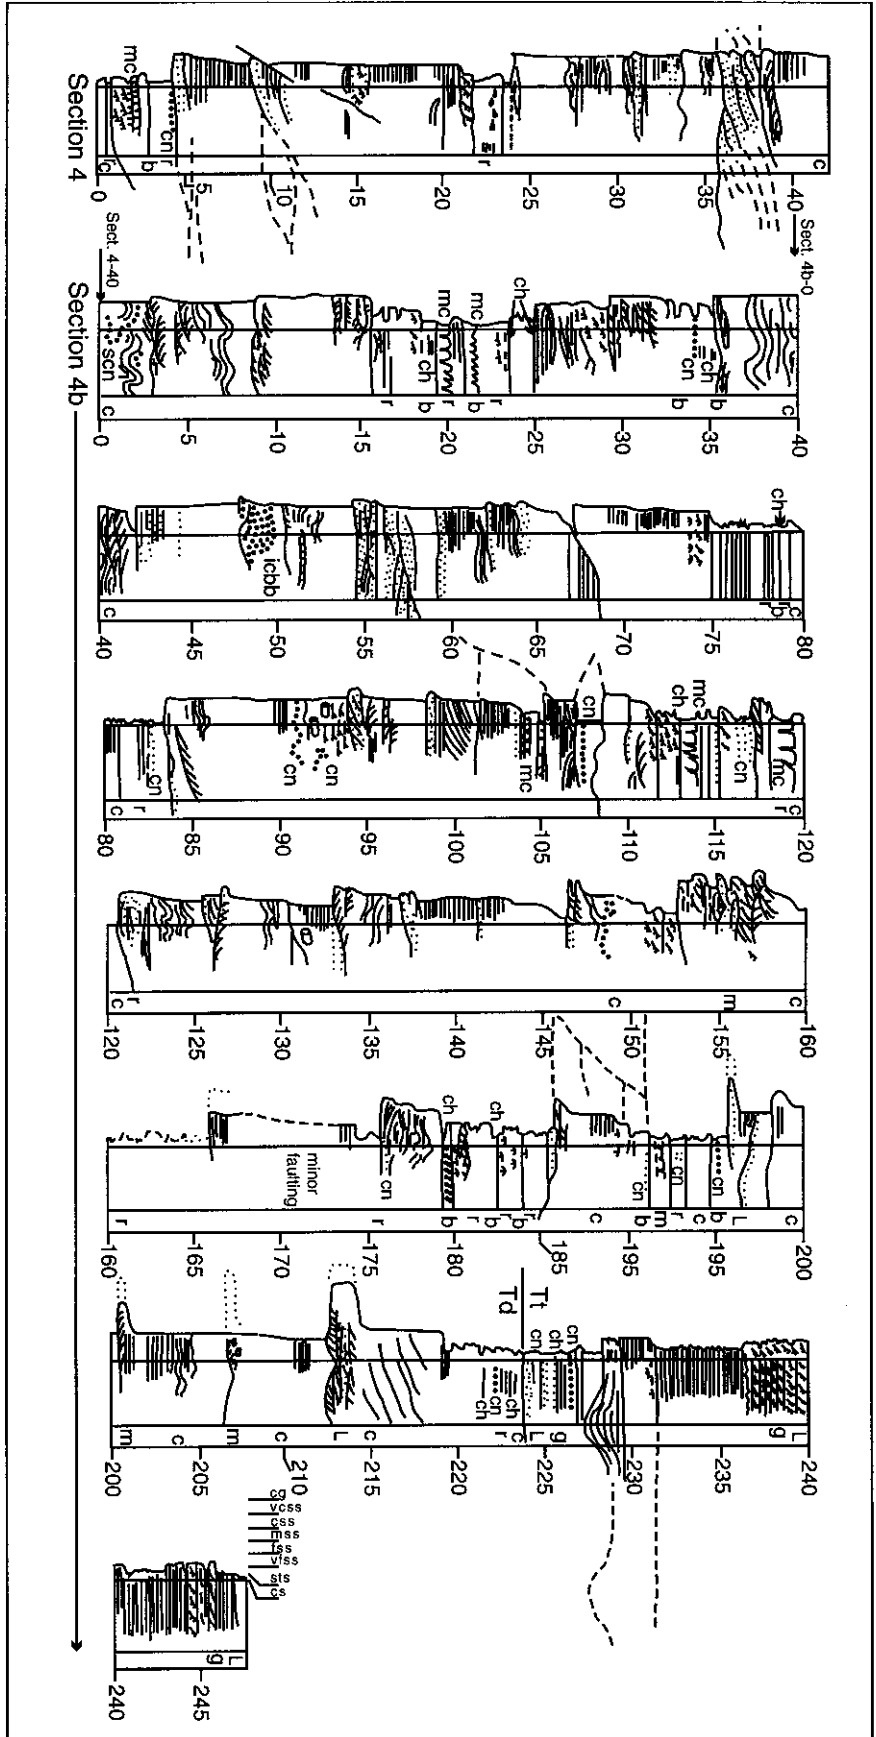 Section 4
mc
cn
c
r
b
r
r
c
0
5
10
15
20
25
30
35
40
Sect. 4b-0
Sect. 4-40
Section 4b
scn
mc
mc
ch
ch
cn
ch
c
r
b
r
b
r
b
b
c
0
5
10
15
20
25
30
35
40
icbb
ch
c
r
b
r
c
40
45
50
55
60
65
70
75
80
cn
cn
cn
mc
cn
ch
mc
cn
mc
c
r
r
c
80
85
90
95
100
105
110
115
120
c
r
c
m
c
120
125
130
135
140
145
150
155
160
minor
faulting
cn
ch
ch
cn
cn
cn
r
r
b
r
b
r
b
r
c
b
m
r
c
b
L
c
160
165
170
175
180
185
195
195
200
Td
Tt
cn
ch
cn
ch
cn
ch
m
c
m
c
L
c
r
c
L
g
g
L
200
205
210
215
220
225
230
235
240
cg
vcss
css
mss
fss
vfss
sts
cs
g
L
240
245